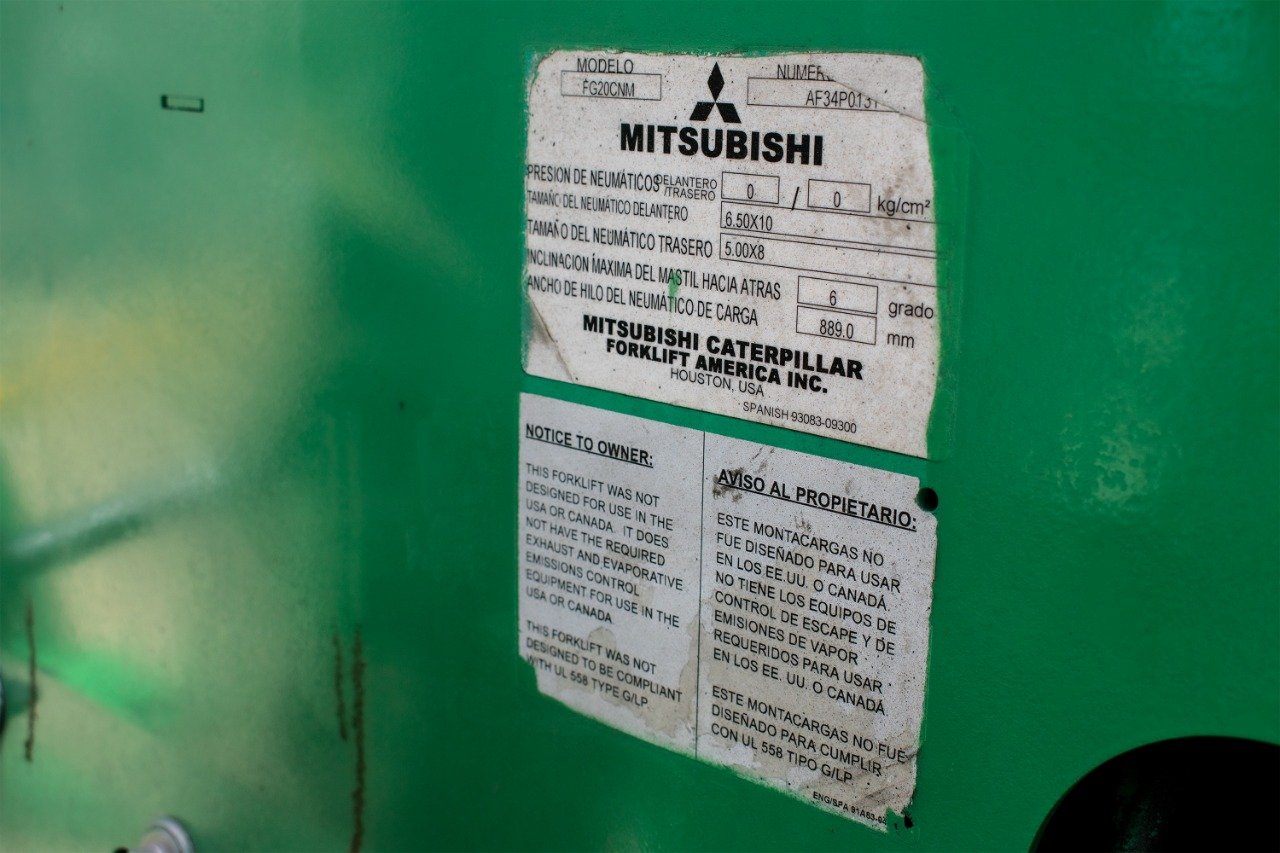 MODELO
FG20CNM
AF34P0131
MITSUBISHI
PRESION DE NEUMÁTICOS DELANTERO /TRASERO 0 / 0 kg/cm²
TAMAÑO DEL NEUMÁTICO DELANTERO 6.50X10
TAMAÑO DEL NEUMÁTICO TRASERO 5.00X8
INCLINACION MAXIMA DEL MASTIL HACIA ATRAS 6 grado
ANCHO DE HILO DEL NEUMÁTICO DE CARGA 889.0 mm
MITSUBISHI CATERPILLAR
FORKLIFT AMERICA INC.
HOUSTON, USA
SPANISH 93083-09300
NOTICE TO OWNER:
THIS FORKLIFT WAS NOT
DESIGNED FOR USE IN THE
USA OR CANADA. IT DOES
NOT HAVE THE REQUIRED
EXHAUST AND EVAPORATIVE
EMISSIONS CONTROL
EQUIPMENT FOR USE IN THE
USA OR CANADA
THIS FORKLIFT WAS NOT
DESIGNED TO BE COMPLIANT
WITH UL 558 TYPE G/LP
AVISO AL PROPIETARIO:
ESTE MONTACARGAS NO
FUE DISEÑADO PARA USAR
EN LOS EE.UU. O CANADÁ.
NO TIENE LOS EQUIPOS DE
CONTROL DE ESCAPE Y DE
EMISIONES DE VAPOR
REQUERIDOS PARA USAR
EN LOS EE. UU. O CANADÁ
ESTE MONTACARGAS NO FUE
DISEÑADO PARA CUMPLIR
CON UL 558 TIPO G/LP
ENG/SPA